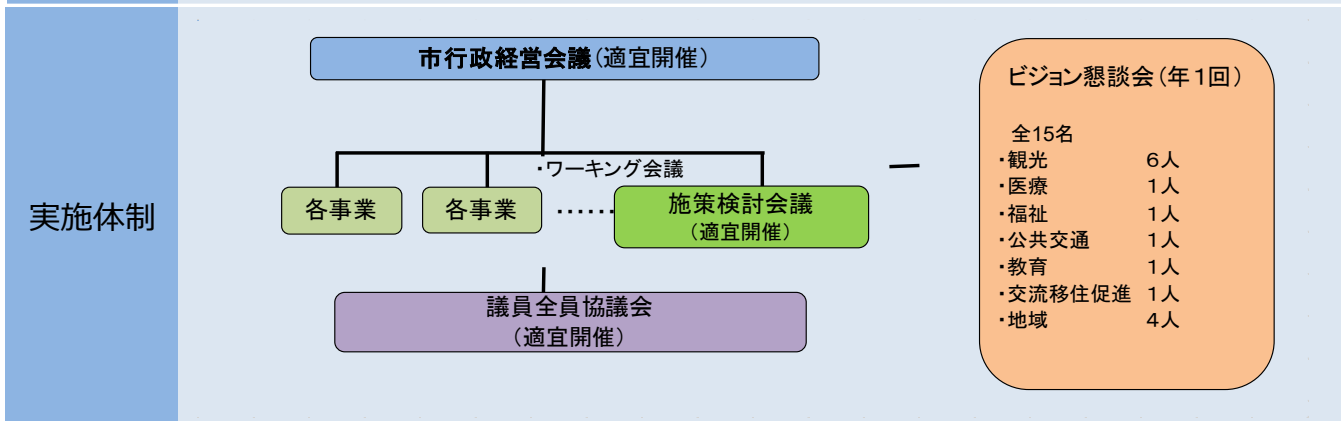 実施体制
市行政経営会議(適宜開催)
・ワーキング会議
各事業
各事業
……
施策検討会議
(適宜開催)
議員全員協議会
(適宜開催)
ビジョン懇談会(年1回)
全15名
・観光 6人
・医療 1人
・福祉 1人
・公共交通 1人
・教育 1人
・交流移住促進 1人
・地域 4人